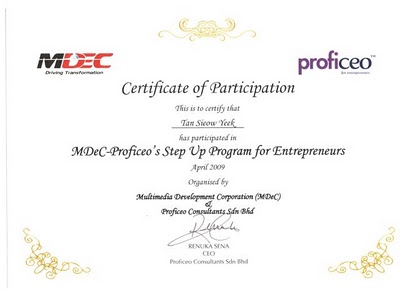 MDEC
Driving Transformation
proficeo™
for entrepreneurs
Certificate of Participation
This is to certify that
Tan Sieow Yeek
has participated in
MDeC-Proficeo's Step Up Program for Entrepreneurs
April 2009
Organised by
Multimedia Development Corporation (MDeC)
&
Proficeo Consultants Sdn Bhd
RENUKA SENA
CEO
Proficeo Consultants Sdn Bhd